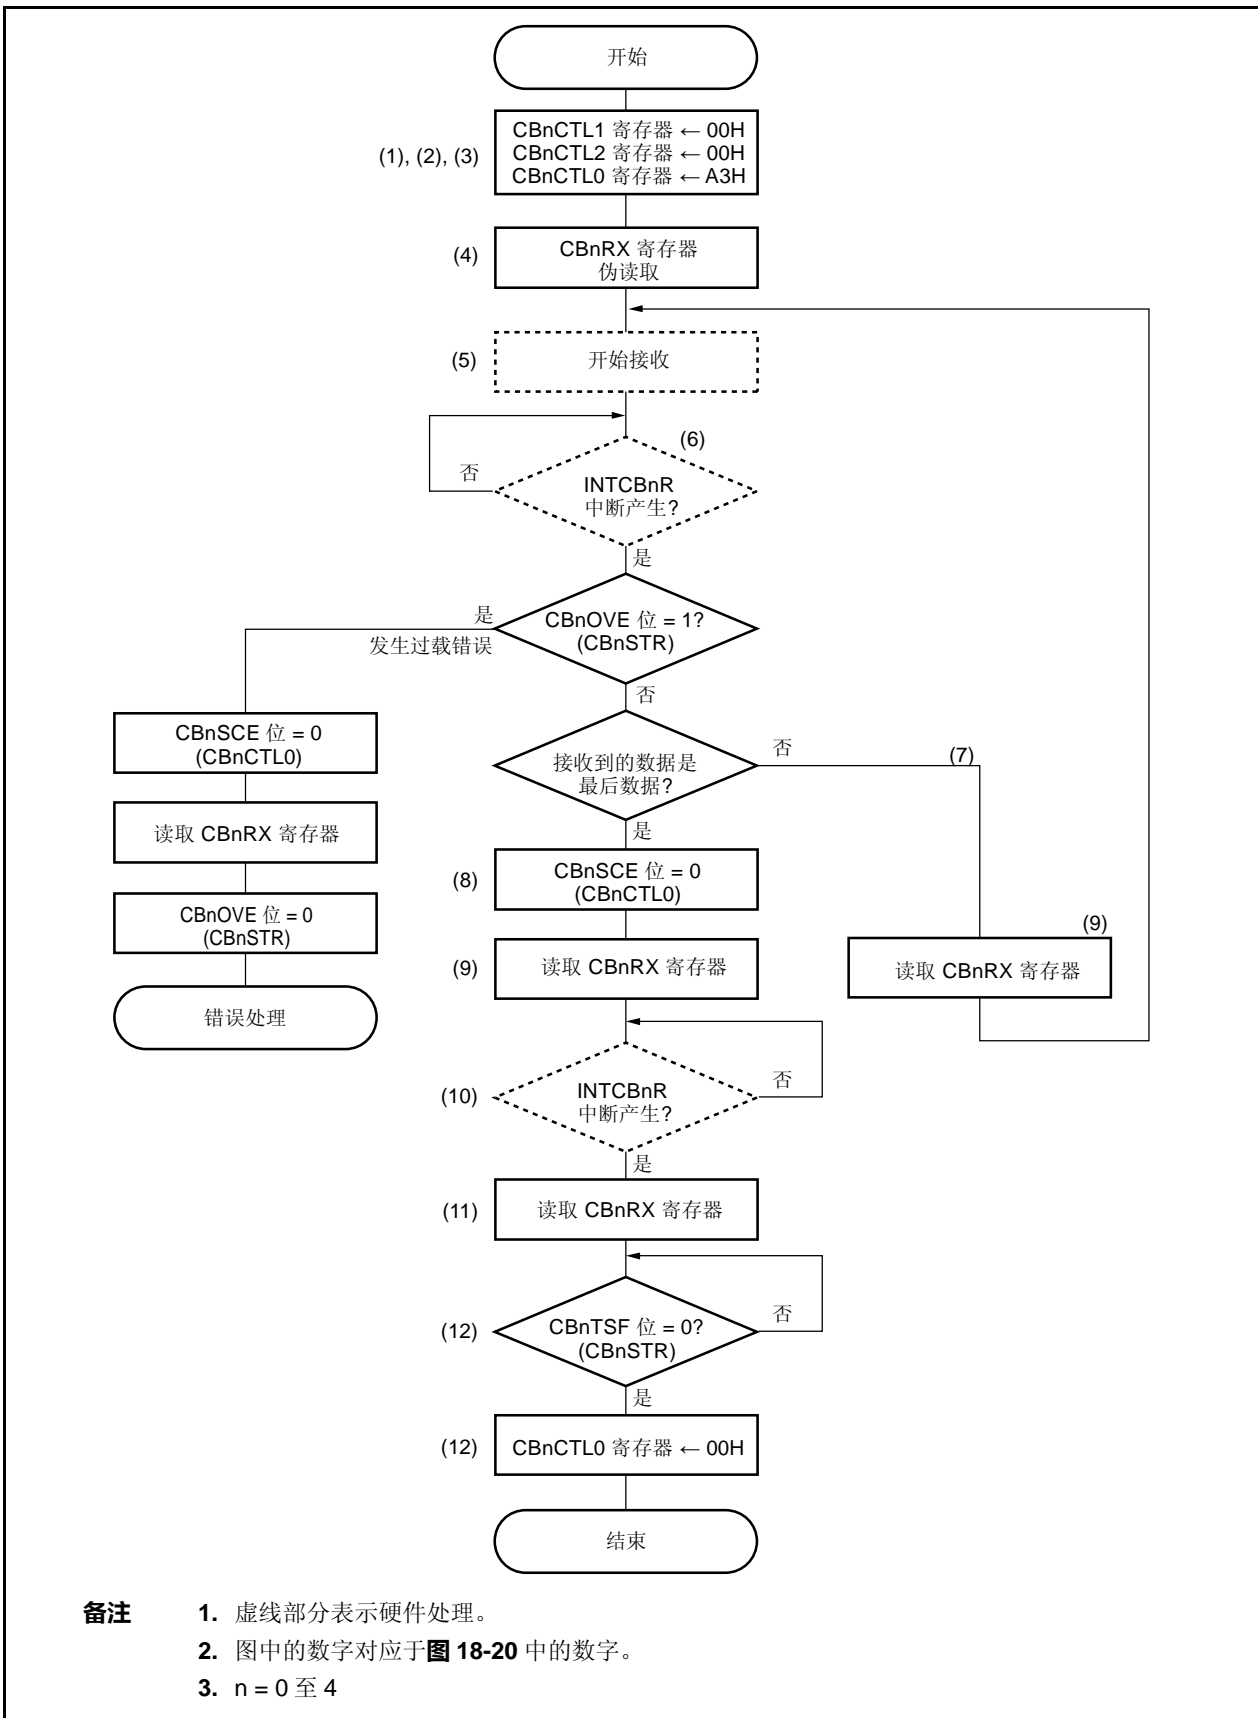 开始
(1), (2), (3)
CBnCTL1 寄存器 ← 00H
CBnCTL2 寄存器 ← 00H
CBnCTL0 寄存器 ← A3H
(4)
CBnRX 寄存器
伪读取
(5)
开始接收
(6)
否
INTCBnR
中断产生?
是
是
CBnOVE 位 = 1?
(CBnSTR)
发生过载错误
否
CBnSCE 位 = 0
(CBnCTL0)
读取 CBnRX 寄存器
CBnOVE 位 = 0
(CBnSTR)
错误处理
接收到的数据是
最后数据?
否
(7)
是
(8)
CBnSCE 位 = 0
(CBnCTL0)
(9)
读取 CBnRX 寄存器
(9)
读取 CBnRX 寄存器
(10)
INTCBnR
中断产生?
否
是
(11)
读取 CBnRX 寄存器
(12)
CBnTSF 位 = 0?
(CBnSTR)
否
是
(12)
CBnCTL0 寄存器 ← 00H
结束
备注 1. 虚线部分表示硬件处理。
2. 图中的数字对应于图 18-20 中的数字。
3. n = 0 至 4